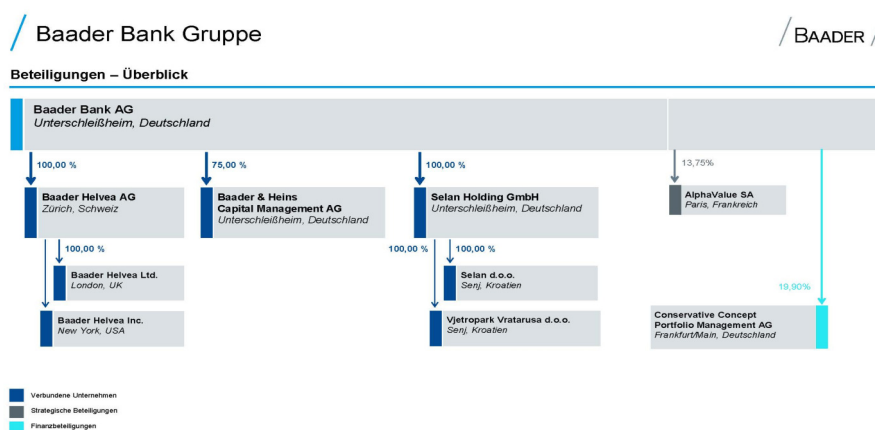 Baader Bank Gruppe
BAADER
Beteiligungen – Überblick
Baader Bank AG
Unterschleißheim, Deutschland
100,00 %
75,00 %
100,00 %
13,75%
Baader Helvea AG
Zürich, Schweiz
Baader & Heins
Capital Management AG
Unterschleißheim, Deutschland
Selan Holding GmbH
Unterschleißheim, Deutschland
AlphaValue SA
Paris, Frankreich
100,00 %
100,00 %
100,00 %
Baader Helvea Ltd.
London, UK
Selan d.o.o.
Senj, Kroatien
19,90%
Baader Helvea Inc.
New York, USA
Vjetropark Vratarusa d.o.o.
Senj, Kroatien
Conservative Concept
Portfolio Management AG
Frankfurt/Main, Deutschland
Verbundene Unternehmen
Strategische Beteiligungen
Finanzbeteiligungen